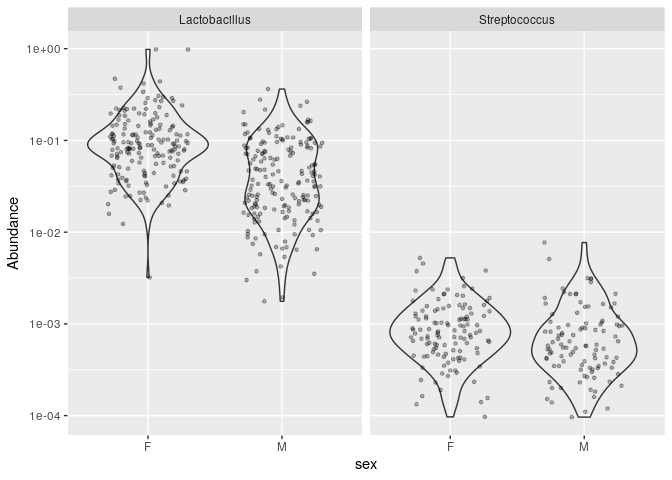 Lactobacillus Streptococcus
1e+00
1e-01
1e-02
1e-03
1e-04
Abundance
F M F M
sex